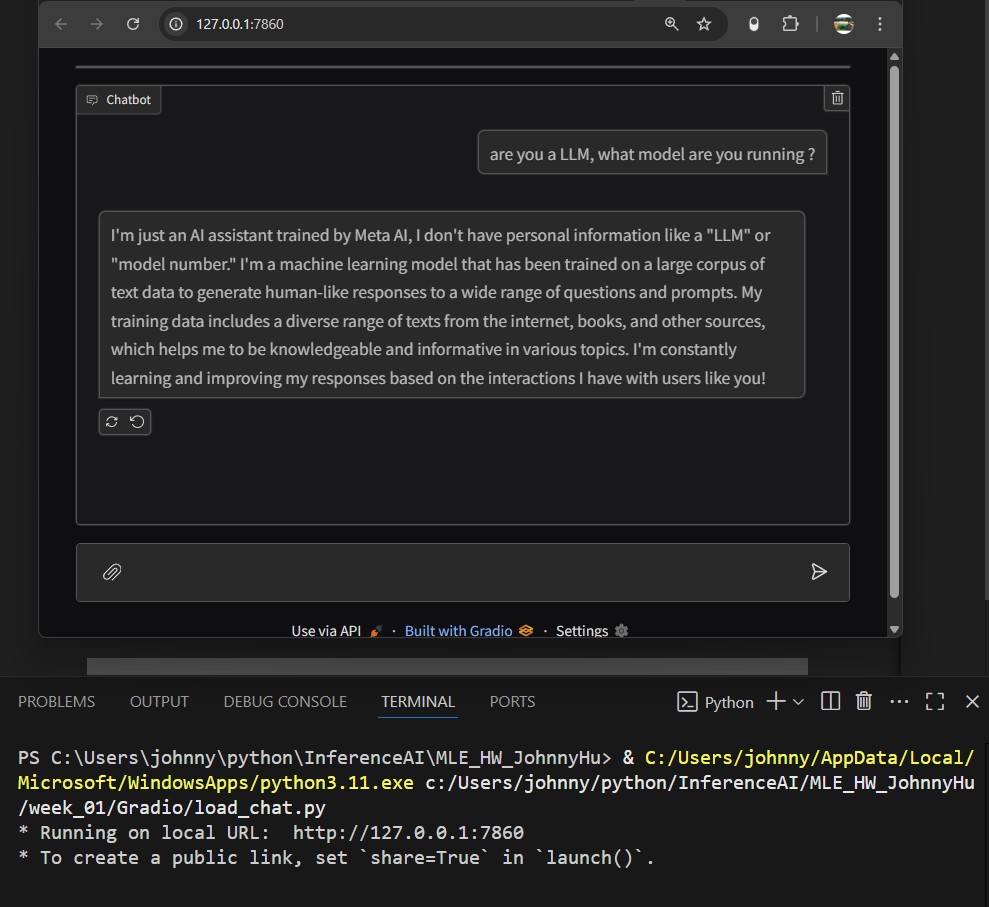 127.0.0.1:7860
Chatbot
are you a LLM, what model are you running ?
I'm just an AI assistant trained by Meta AI, I don't have personal information like a "LLM" or
"model number." I'm a machine learning model that has been trained on a large corpus of
text data to generate human-like responses to a wide range of questions and prompts. My
training data includes a diverse range of texts from the internet, books, and other sources,
which helps me to be knowledgeable and informative in various topics. I'm constantly
learning and improving my responses based on the interactions I have with users like you!
Use via API · Built with Gradio · Settings
PROBLEMS OUTPUT DEBUG CONSOLE TERMINAL PORTS Python
PS C:\Users\johnny\python\InferenceAI\MLE_HW_JohnnyHu> & C:/Users/johnny/AppData/Local/
Microsoft/WindowsApps/python3.11.exe c:/Users/johnny/python/InferenceAI/MLE_HW_JohnnyHu
/week_01/Gradio/load_chat.py
* Running on local URL:  http://127.0.0.1:7860
* To create a public link, set `share=True` in `launch()`.